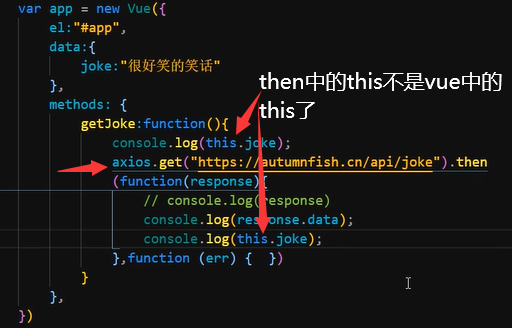 var app = new Vue({
el:"#app",
data:{
joke:"很好笑的笑话"
},
then中的this不是vue中的
this了
methods: {
getJoke:function(){
console.log(this.joke);
axios.get("https://autumnfish.cn/api/joke").then
(function(response){
// console.log(response)
console.log(response.data);
console.log(this.joke);
},function (err) {  })
}
},
})